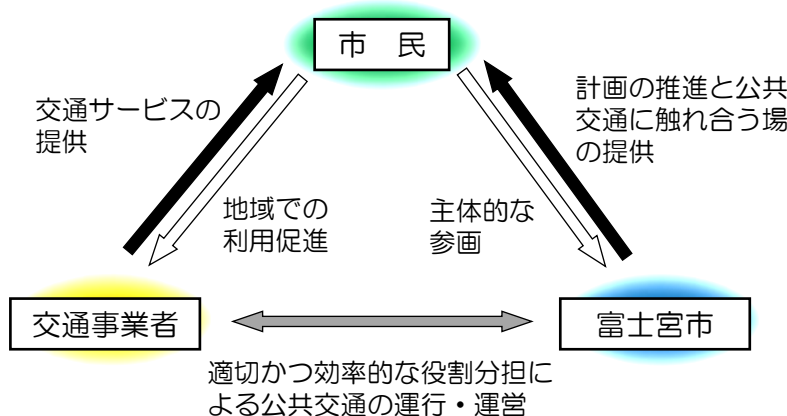 市　民
交通サービスの
提供
計画の推進と公共
交通に触れ合う場
の提供
地域での
利用促進
主体的な
参画
交通事業者
富士宮市
適切かつ効率的な役割分担に
よる公共交通の運行・運営